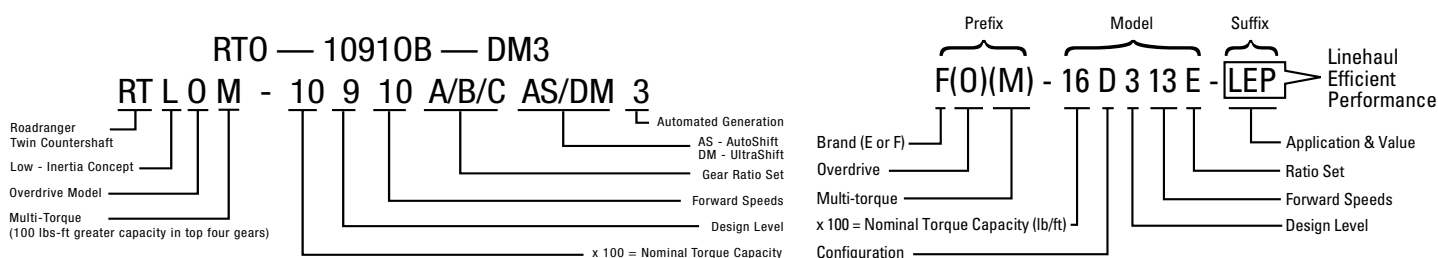 RTO — 10910B — DM3
RT L O M - 10 9 10 A/B/C AS/DM 3
Roadranger
Twin Countershaft
Low - Inertia Concept
Overdrive Model
Multi-Torque
(100 lbs-ft greater capacity in top four gears)
Automated Generation
AS - AutoShift
DM - UltraShift
Gear Ratio Set
Forward Speeds
Design Level
x 100 = Nominal Torque Capacity
Prefix
Model
Suffix
F(O)(M) - 16 D 3 13 E - LEP
Linehaul
Efficient
Performance
Brand (E or F)
Overdrive
Multi-torque
x 100 = Nominal Torque Capacity (lb/ft)
Configuration
Application & Value
Ratio Set
Forward Speeds
Design Level